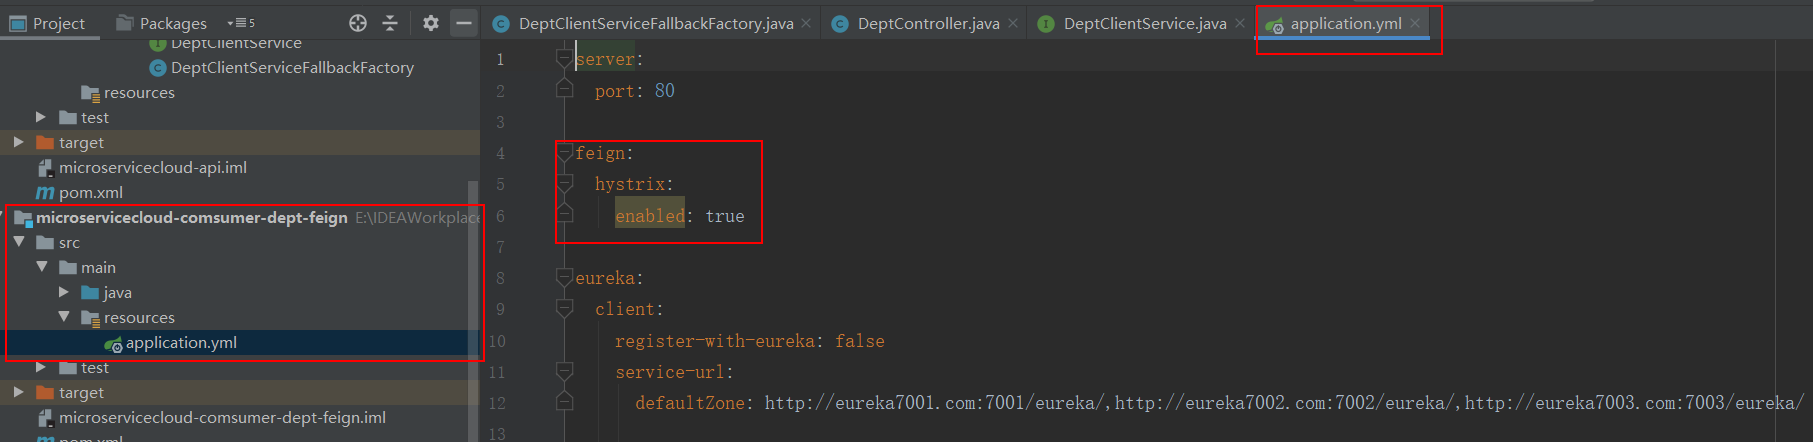 Project
Packages
5
DeptClientService
DeptClientServiceFallbackFactory
resources
test
target
microservicecloud-api.iml
pom.xml
microservicecloud-comsumer-dept-feign E:\IDEAWorkplace
src
main
java
resources
application.yml
test
target
microservicecloud-comsumer-dept-feign.iml
pom.xml
DeptClientServiceFallbackFactory.java
DeptController.java
DeptClientService.java
application.yml
1 server:
2 port: 80
3
4 feign:
5 hystrix:
6 enabled: true
7
8 eureka:
9 client:
10 register-with-eureka: false
11 service-url:
12 defaultZone: http://eureka7001.com:7001/eureka/,http://eureka7002.com:7002/eureka/,http://eureka7003.com:7003/eureka/
13